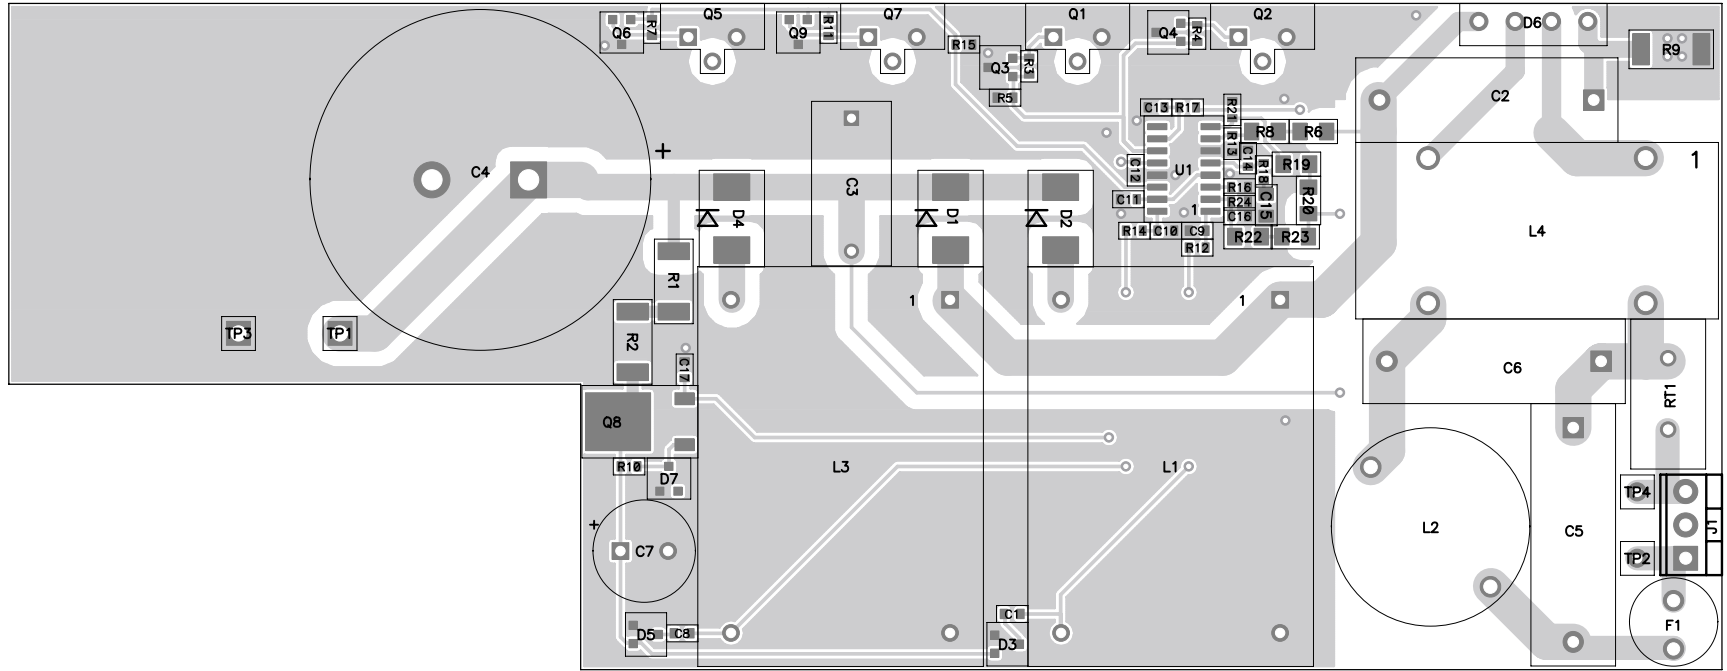 Q5
Q7
Q1
Q2
D6
Q6
R7
Q9
R11
R15
Q3
R3
Q4
R4
R9
R5
C2
C13
R17
R21
R8
R6
+
R13
C14
C4
C3
C12
U1
R18
R19
1
R16
C11
R24
C15
R20
D4
D1
D2
1
C16
R14
C10
C9
R22
R23
L4
R12
R1
1
1
TP3
TP1
R2
C17
C6
RT1
Q8
R10
D7
L3
L1
TP4
+
L2
C5
J1
C7
TP2
D5
C8
C1
D3
F1